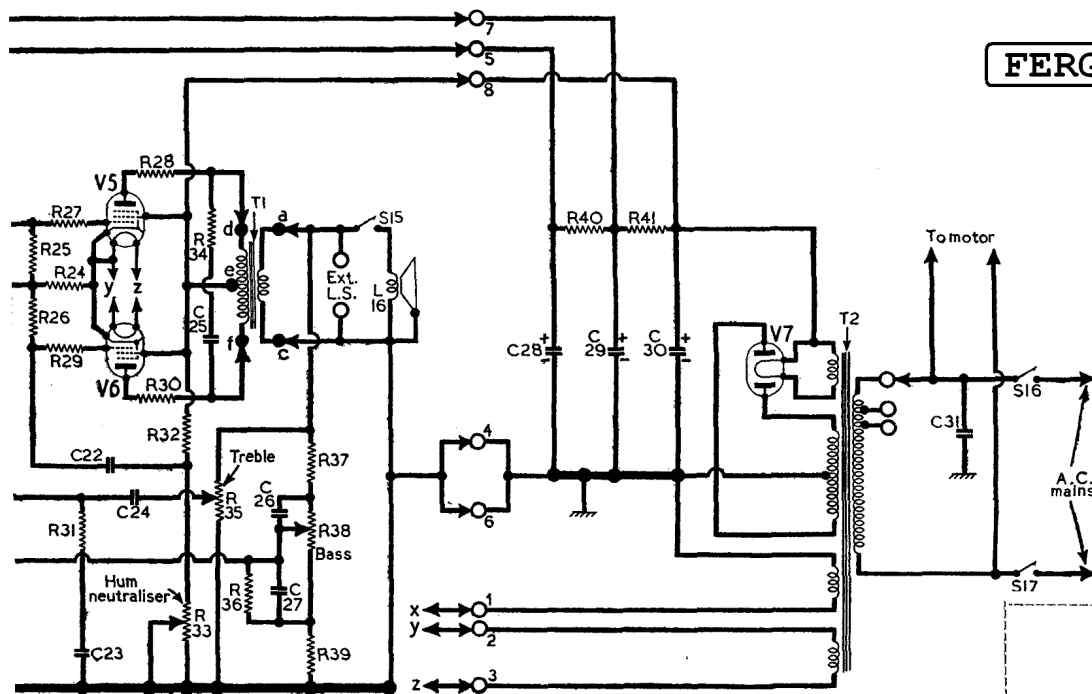 7
5
8
FERG
R28
V5
T1
a
S15
R27
R
34
d
R40
R41
To motor
R25
e
Ext.
L.S.
L
16
R24
y
z
V7
T2
R26
C
25
f
c
C28
+
-
C
29
+
-
C
30
+
-
S16
R29
V6
R30
C31
R32
4
A.C.
mains
C22
Treble
R37
C24
R
35
C
26
R38
Bass
6
R31
S17
Hum
neutraliser
R
36
C
27
R
33
x
1
y
2
C23
R39
z
3